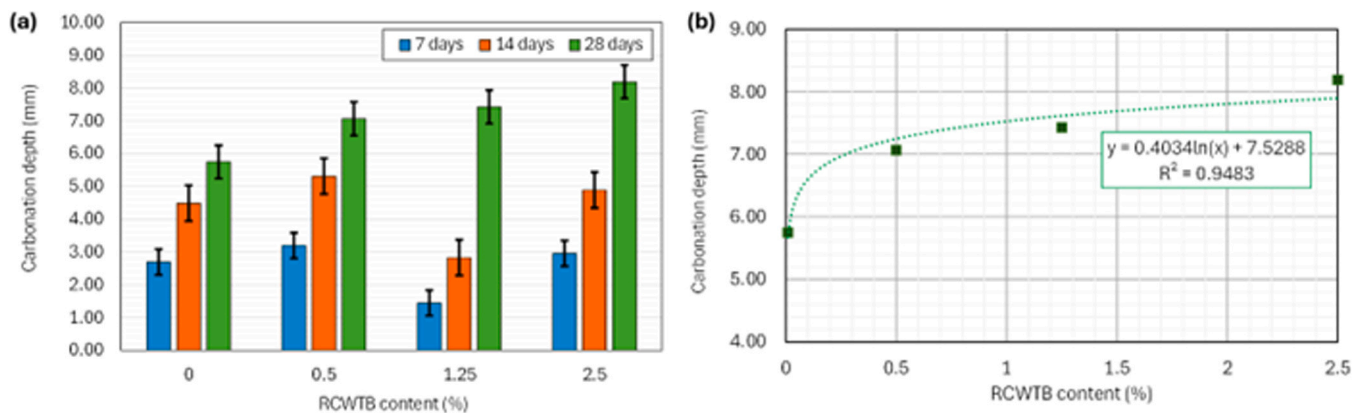 (a)
10.00
9.00
8.00
7.00
6.00
5.00
4.00
3.00
2.00
1.00
0.00
Carbonation depth (mm)
7 days 14 days 28 days
0 0.5 1.25 2.5
RCWTB content (%)
(b)
9.00
8.00
7.00
6.00
5.00
4.00
Carbonation depth (mm)
y = 0.4034ln(x) + 7.5288
R² = 0.9483
0 0.5 1 1.5 2 2.5
RCWTB content (%)